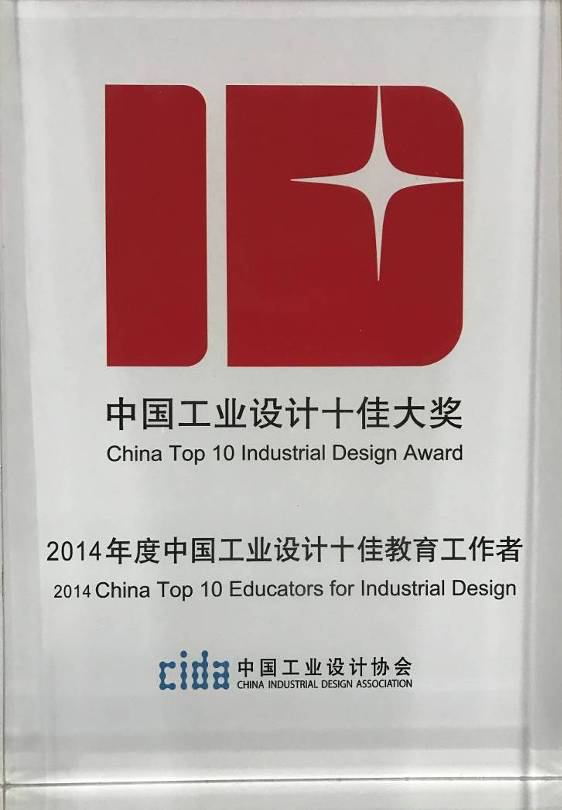 中国工业设计十佳大奖
China Top 10 Industrial Design Award
2014年度中国工业设计十佳教育工作者
2014 China Top 10 Educators for Industrial Design
cida 中国工业设计协会
CHINA INDUSTRIAL DESIGN ASSOCIATION